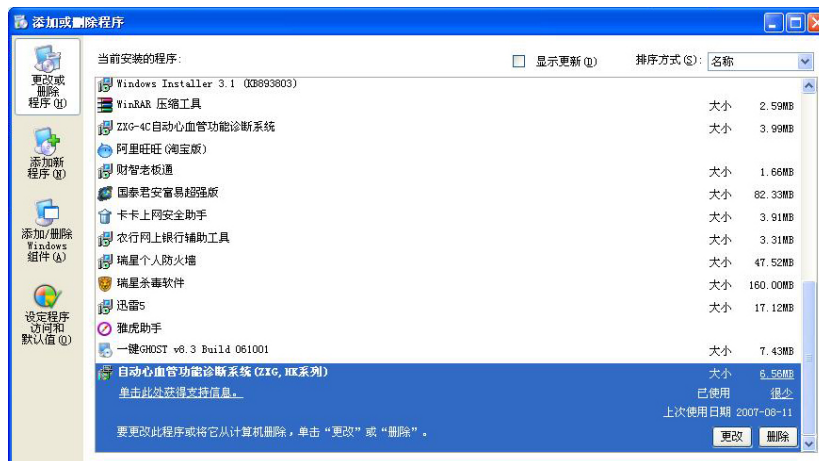 添加或删除程序
更改或
删除
程序(H)
添加新
程序(N)
添加/删除
Windows
组件(A)
设定程序
访问和
默认值(O)
当前安装的程序:
显示更新(D)
排序方式(S): 名称
Windows Installer 3.1 (KB893803)
WinRAR 压缩工具 大小 2.59MB
ZXG-4C自动心血管功能诊断系统 大小 3.99MB
阿里旺旺(淘宝版)
财智老板通 大小 1.66MB
国泰君安富易超强版 大小 82.33MB
卡卡上网安全助手 大小 3.91MB
农行网上银行辅助工具 大小 3.31MB
瑞星个人防火墙 大小 47.52MB
瑞星杀毒软件 大小 160.00MB
迅雷5 大小 17.12MB
雅虎助手
一键GHOST v8.3 Build 061001 大小 7.43MB
自动心血管功能诊断系统(ZXG,HK系列) 大小 6.56MB
单击此处获得支持信息。 已使用 很少
上次使用日期 2007-08-11
要更改此程序或将它从计算机删除,单击“更改”或“删除”。 更改 删除